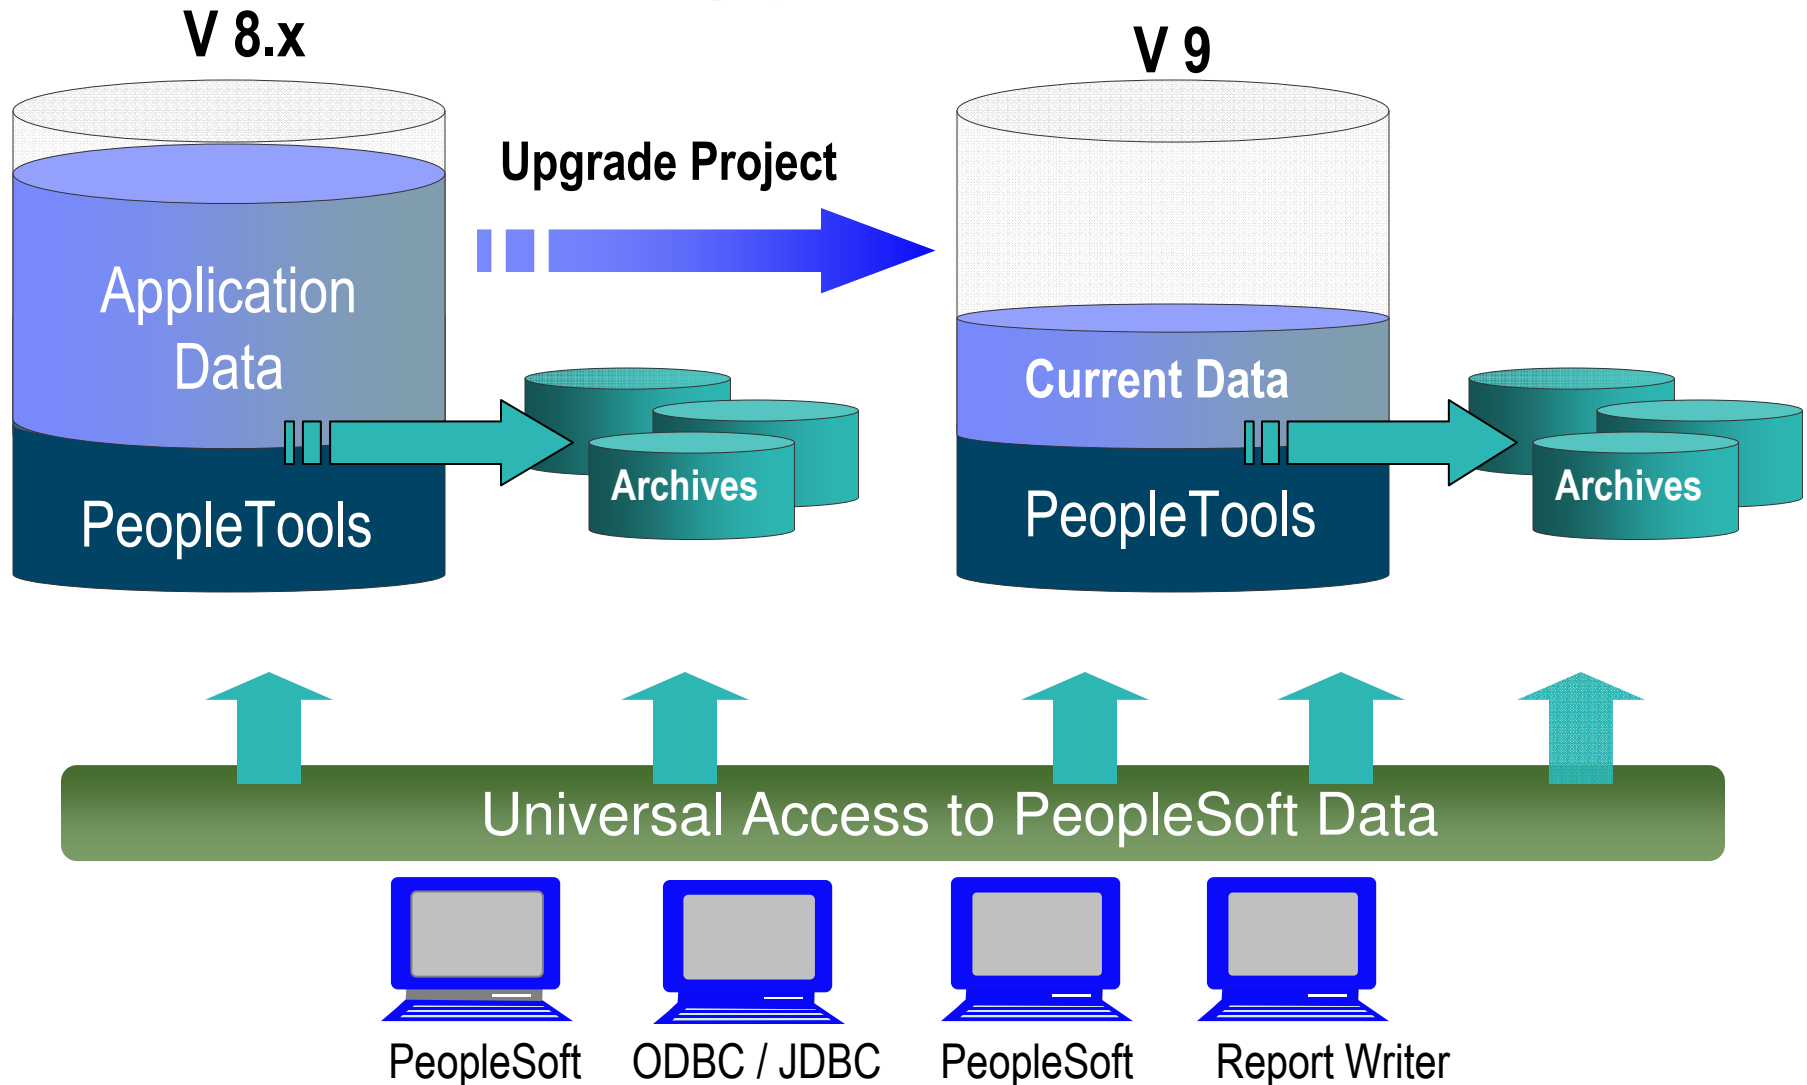 V 8.x
V 9
Upgrade Project
Application
Data
Current Data
Archives
Archives
PeopleTools
PeopleTools
Universal Access to PeopleSoft Data
PeopleSoft
ODBC / JDBC
PeopleSoft
Report Writer